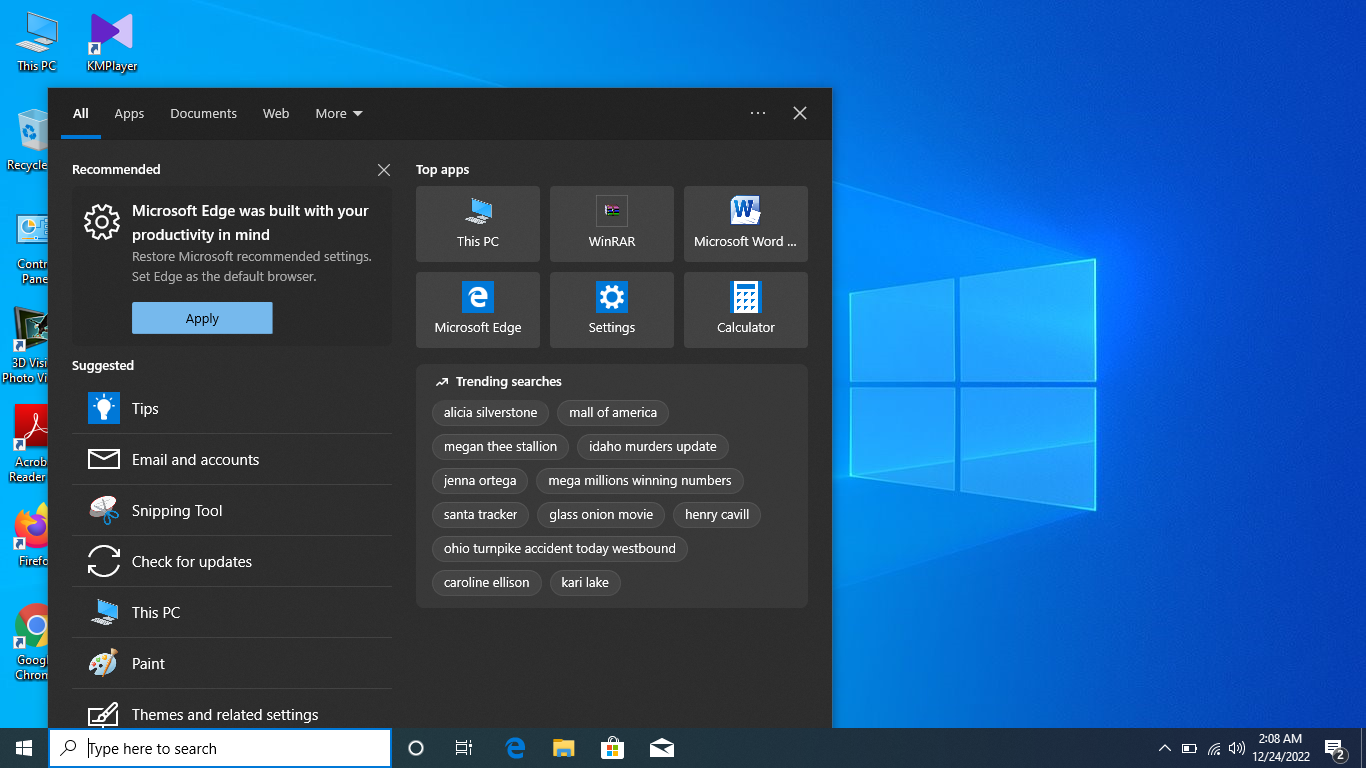 This PC
KMPlayer
Recycle
Contr
Pane
3D Visi
Photo Vi
Acrob
Reader
Firefo
Googl
Chrom
All
Apps
Documents
Web
More
Recommended
Microsoft Edge was built with your
productivity in mind
Restore Microsoft recommended settings.
Set Edge as the default browser.
Apply
Suggested
Tips
Email and accounts
Snipping Tool
Check for updates
This PC
Paint
Themes and related settings
Top apps
This PC
WinRAR
Microsoft Word ...
Microsoft Edge
Settings
Calculator
Trending searches
alicia silverstone
mall of america
megan thee stallion
idaho murders update
jenna ortega
mega millions winning numbers
santa tracker
glass onion movie
henry cavill
ohio turnpike accident today westbound
caroline ellison
kari lake
Type here to search
2:08 AM
12/24/2022
2